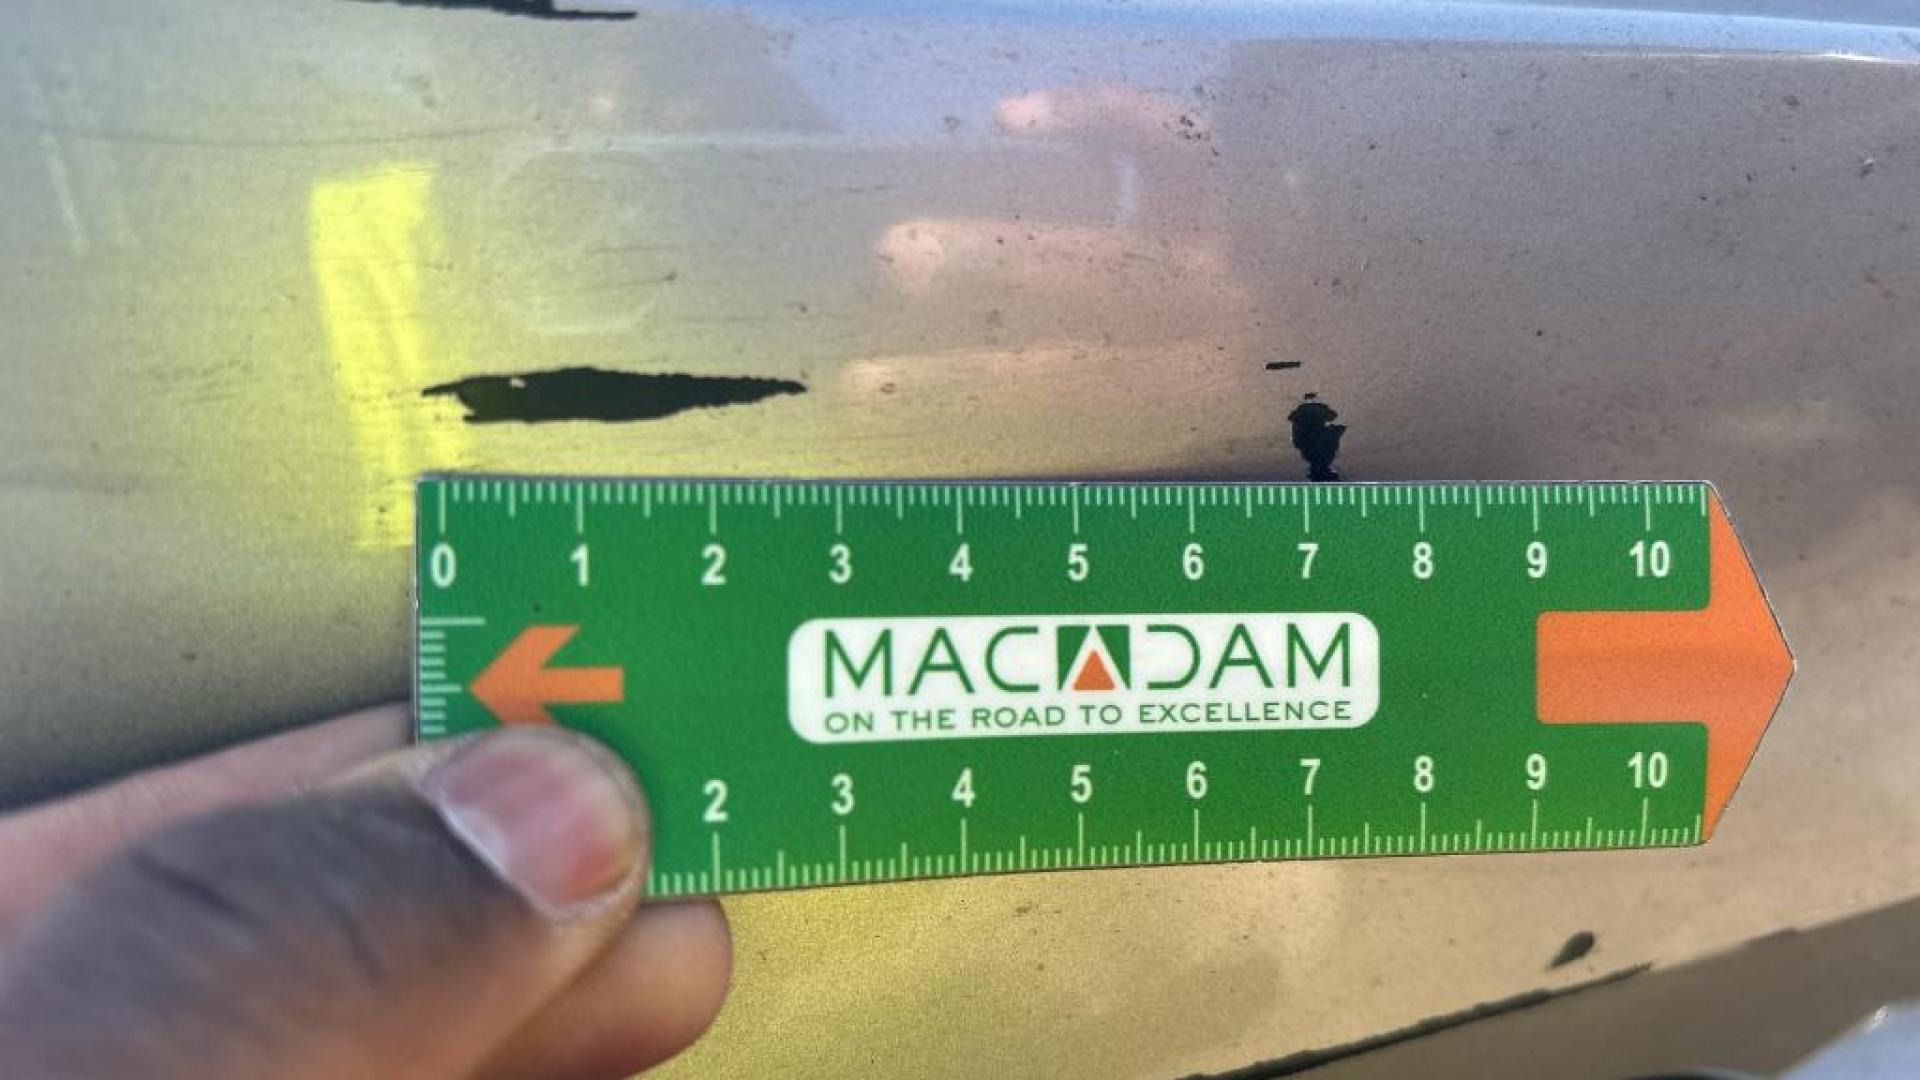 0 1 2 3 4 5 6 7 8 9 10
MACADAM
ON THE ROAD TO EXCELLENCE
2 3 4 5 6 7 8 9 10